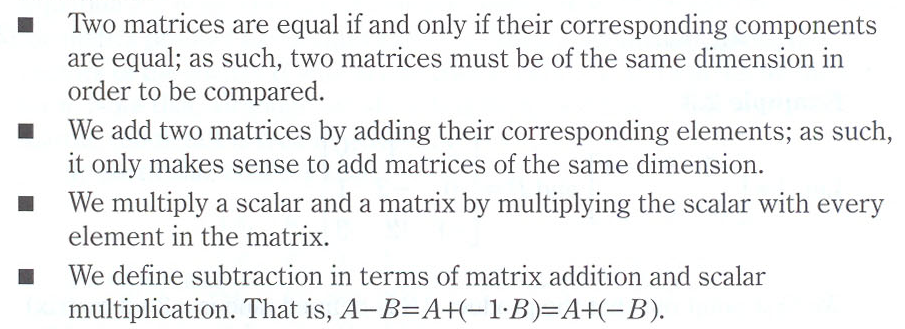 ■ Two matrices are equal if and only if their corresponding components
are equal; as such, two matrices must be of the same dimension in
order to be compared.
■ We add two matrices by adding their corresponding elements; as such,
it only makes sense to add matrices of the same dimension.
■ We multiply a scalar and a matrix by multiplying the scalar with every
element in the matrix.
■ We define subtraction in terms of matrix addition and scalar
multiplication. That is, A−B=A+(−1·B)=A+(−B).